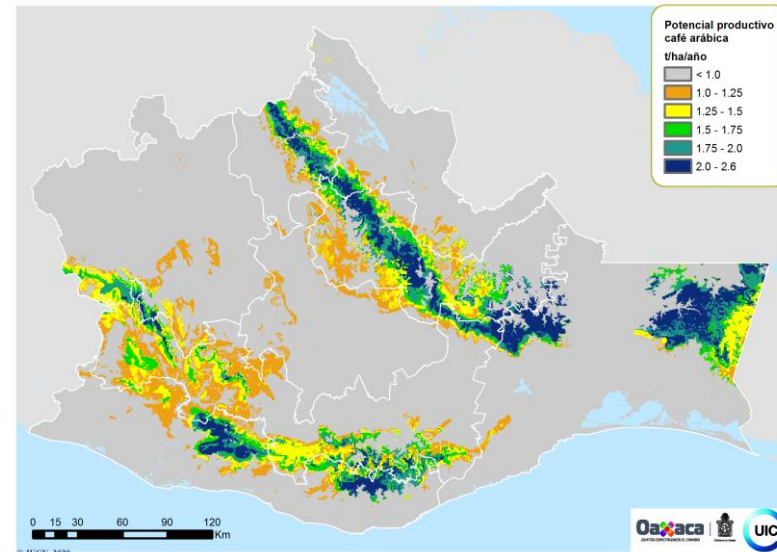 Potencial productivo
café arábica
t/ha/año
< 1.0
1.0 - 1.25
1.25 - 1.5
1.5 - 1.75
1.75 - 2.0
2.0 - 2.6
0 15 30 60 90 120
Km
Oaxaca
JUNTOS CONSTRUIMOS EL CAMBIO
UIC